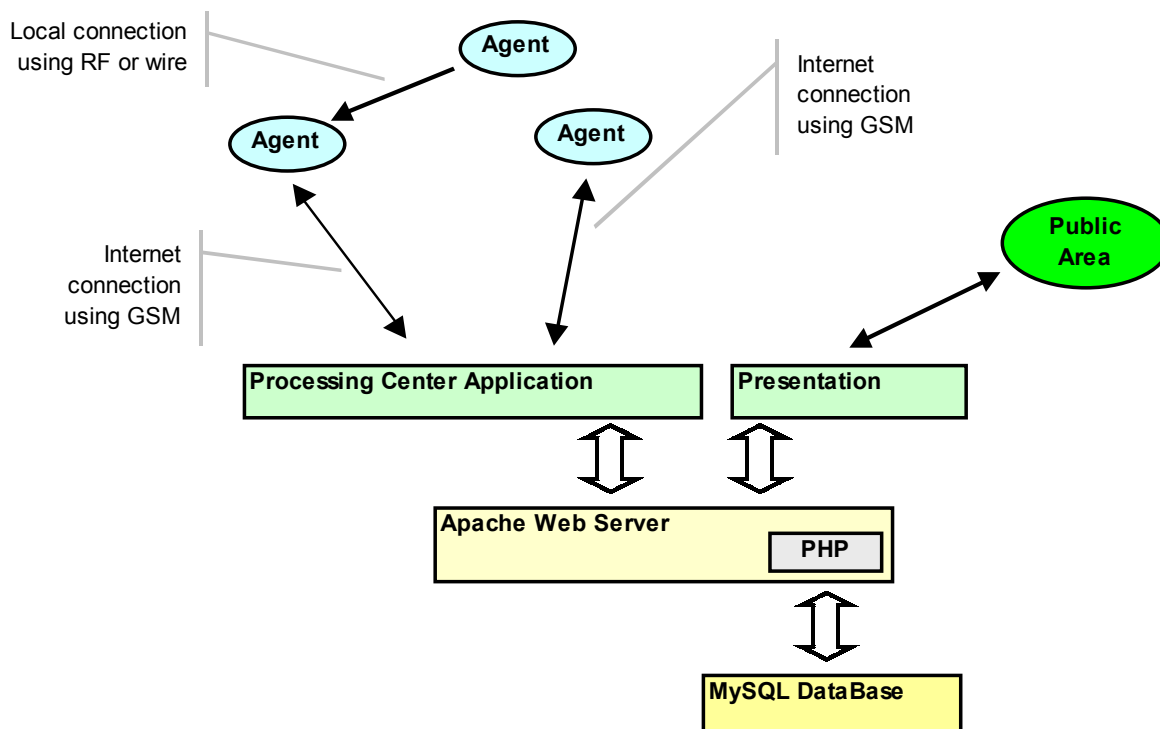 Local connection
using RF or wire
Agent
Agent
Agent
Internet
connection
using GSM
Internet
connection
using GSM
Public
Area
Processing Center Application
Presentation
Apache Web Server
PHP
MySQL DataBase